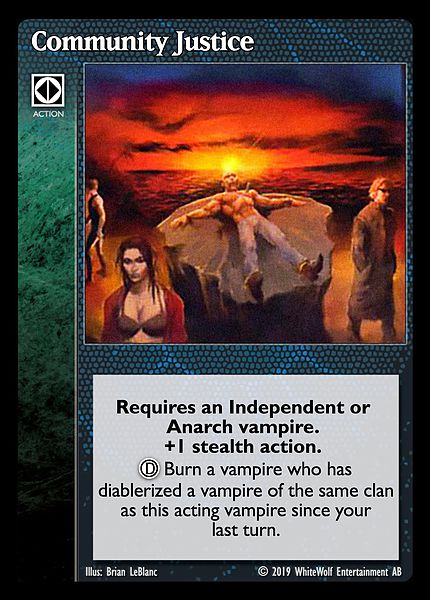 Community Justice
ACTION
Requires an Independent or
Anarch vampire.
+1 stealth action.
Ⓓ Burn a vampire who has
diablerized a vampire of the same clan
as this acting vampire since your
last turn.
Illus: Brian LeBlanc © 2019 WhiteWolf Entertainment AB